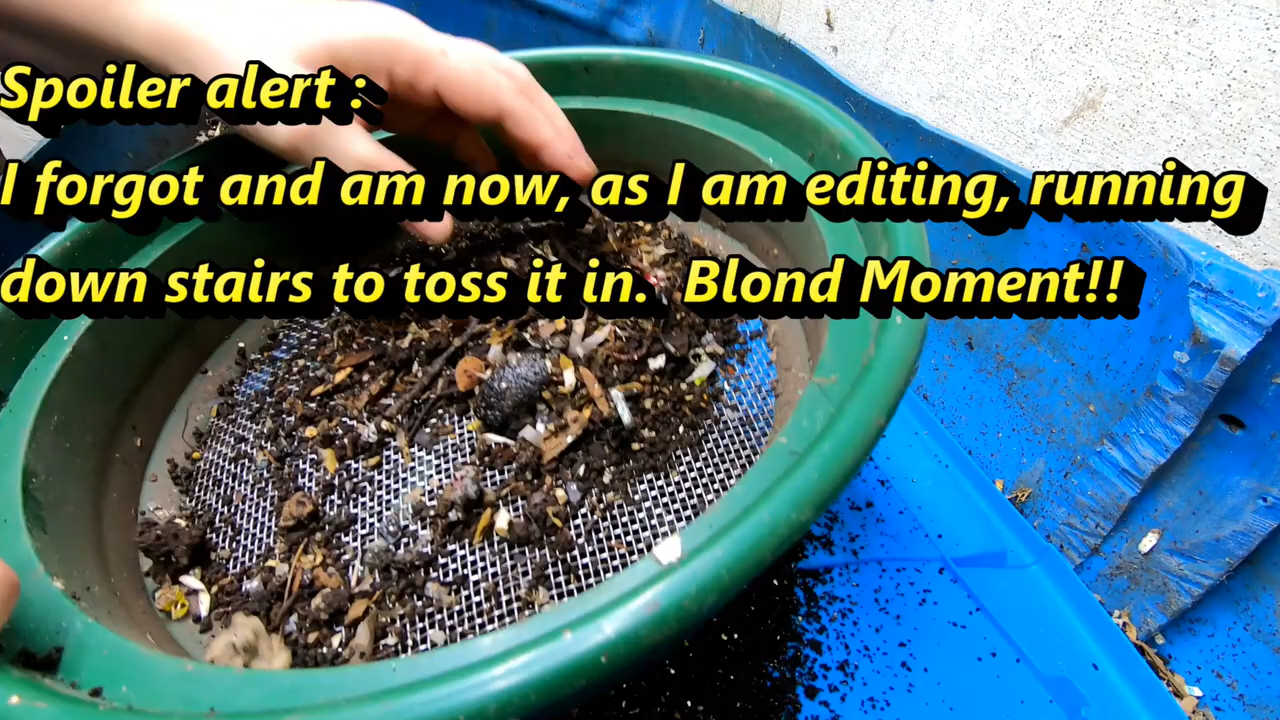 Spoiler alert :
I forgot and am now, as I am editing, running
down stairs to toss it in.  Blond Moment!!